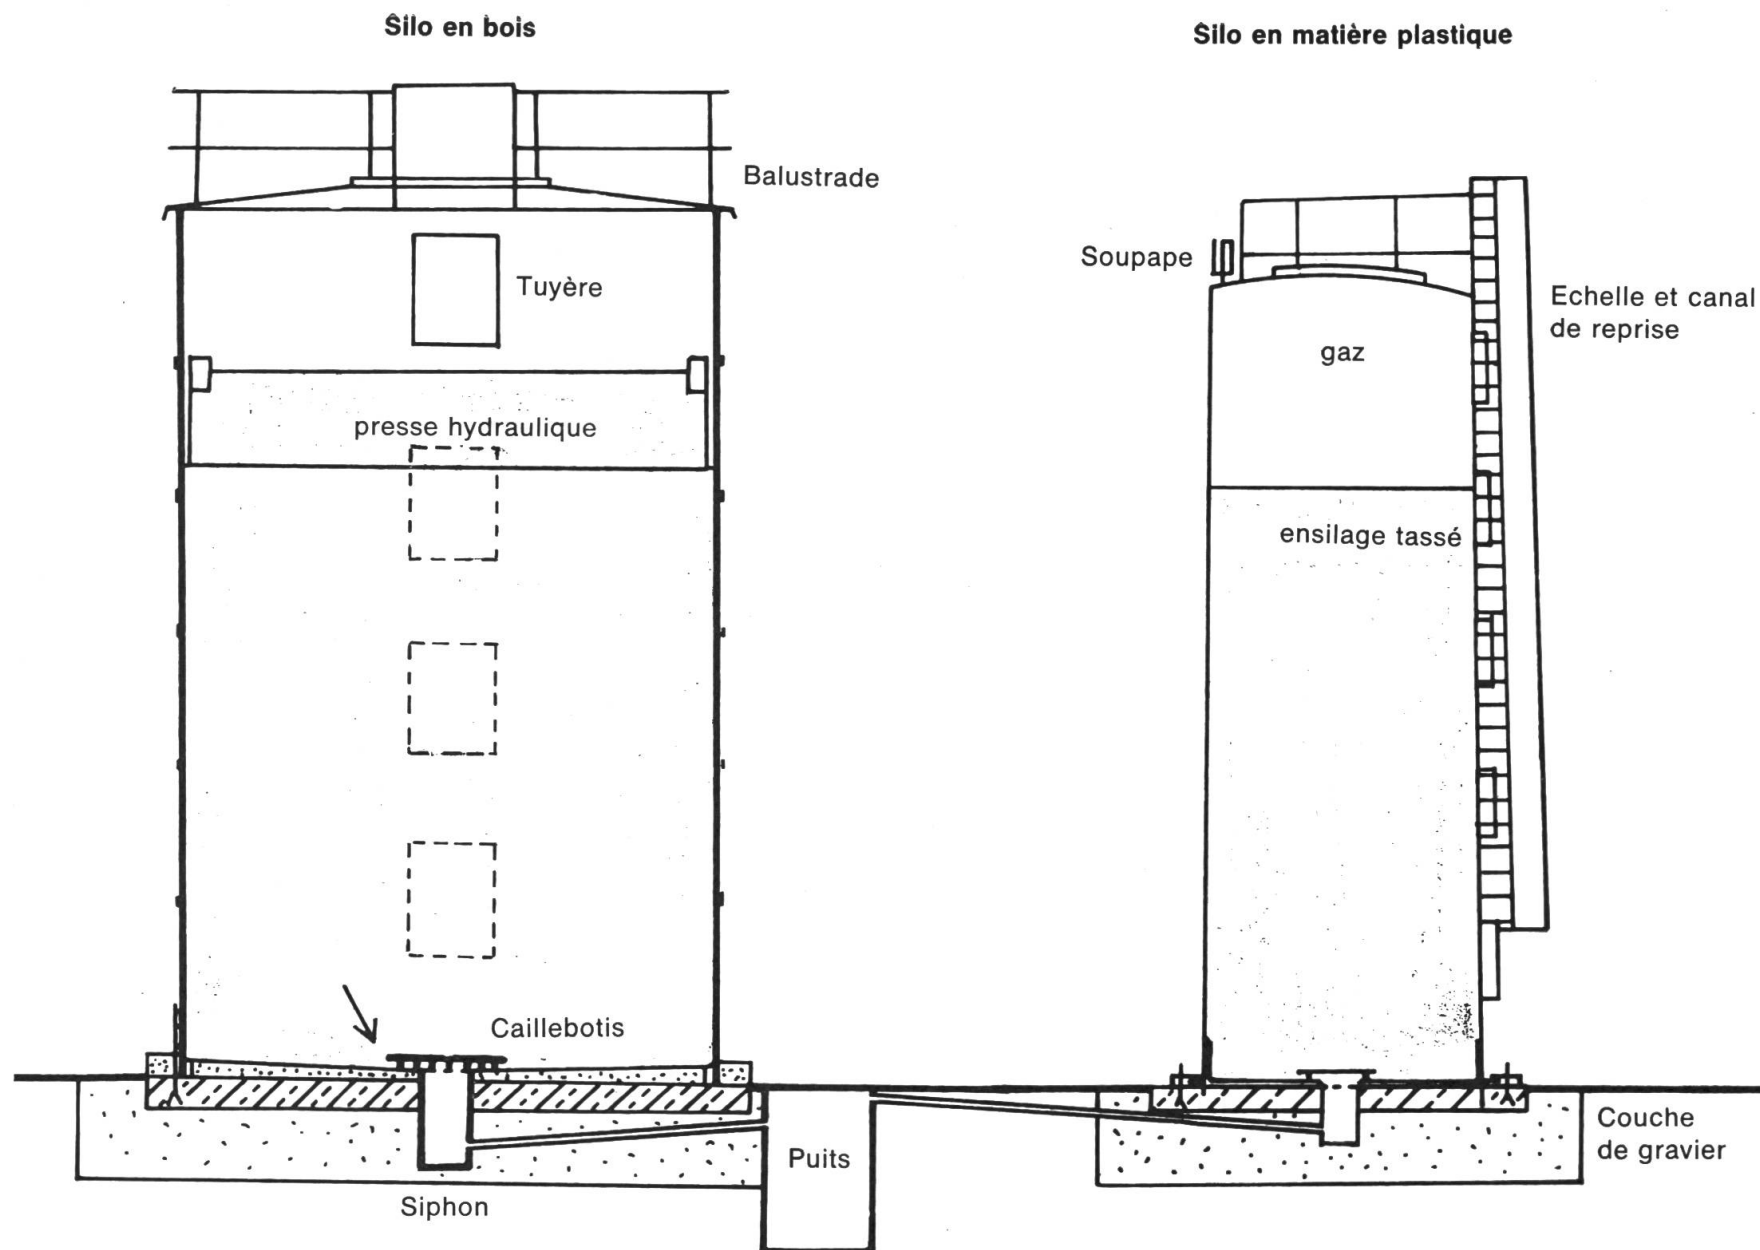 Silo en bois
Silo en matière plastique
Balustrade
Soupape
Tuyère
Echelle et canal
de reprise
gaz
presse hydraulique
ensilage tassé
Caillebotis
Couche
de gravier
Puits
Siphon